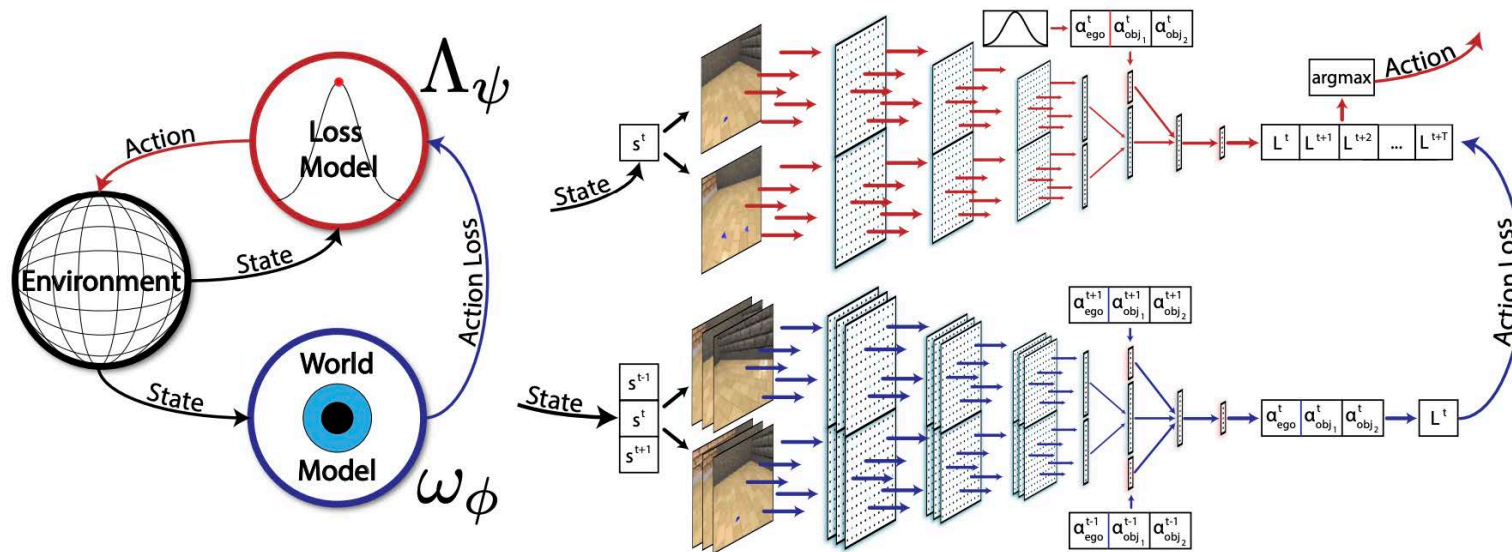 Λψ
Loss
Model
Action
Environment
State
State
World
Model
ωϕ
Action Loss
State
s^t
α^t_ego α^t_obj1 α^t_obj2
argmax
Action
L^t L^t+1 L^t+2 ... L^t+T
State
s^t-1
s^t
s^t+1
α^t+1_ego α^t+1_obj1 α^t+1_obj2
α^t_ego α^t_obj1 α^t_obj2
L^t
α^t-1_ego α^t-1_obj1 α^t-1_obj2
Action Loss